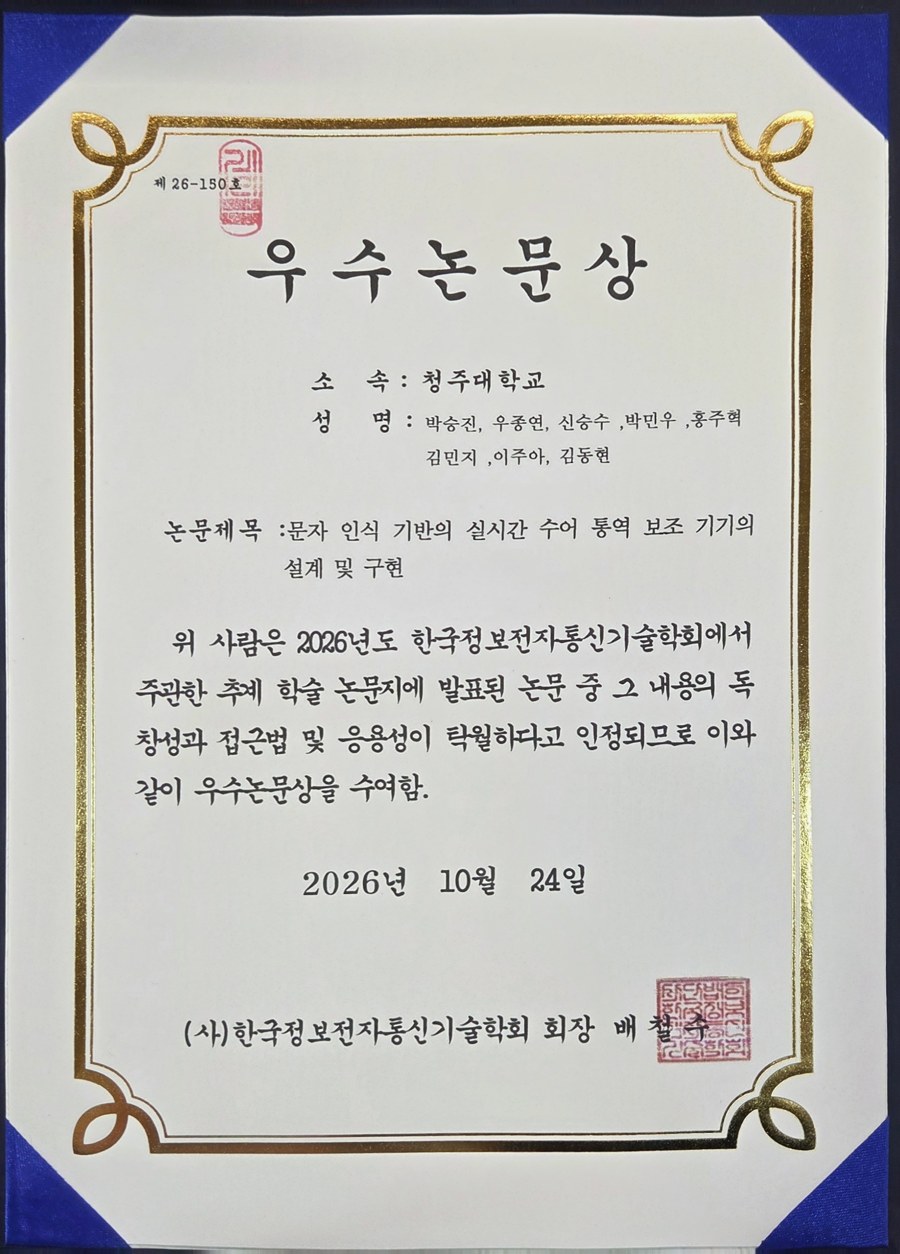 제 26-150호
우수논문상
소 속 : 청주대학교
성 명 : 박승진, 우종연, 신승수 ,박민우 ,홍주혁
김민지 ,이주아, 김동현
논문제목 :문자 인식 기반의 실시간 수어 통역 보조 기기의
설계 및 구현
위 사람은 2026년도 한국정보전자통신기술학회에서
주관한 추계 학술 논문지에 발표된 논문 중 그 내용의 독
창성과 접근법 및 응용성이 탁월하다고 인정되므로 이와
같이 우수논문상을 수여함.
2026년 10월 24일
(사)한국정보전자통신기술학회 회장 배 철 수